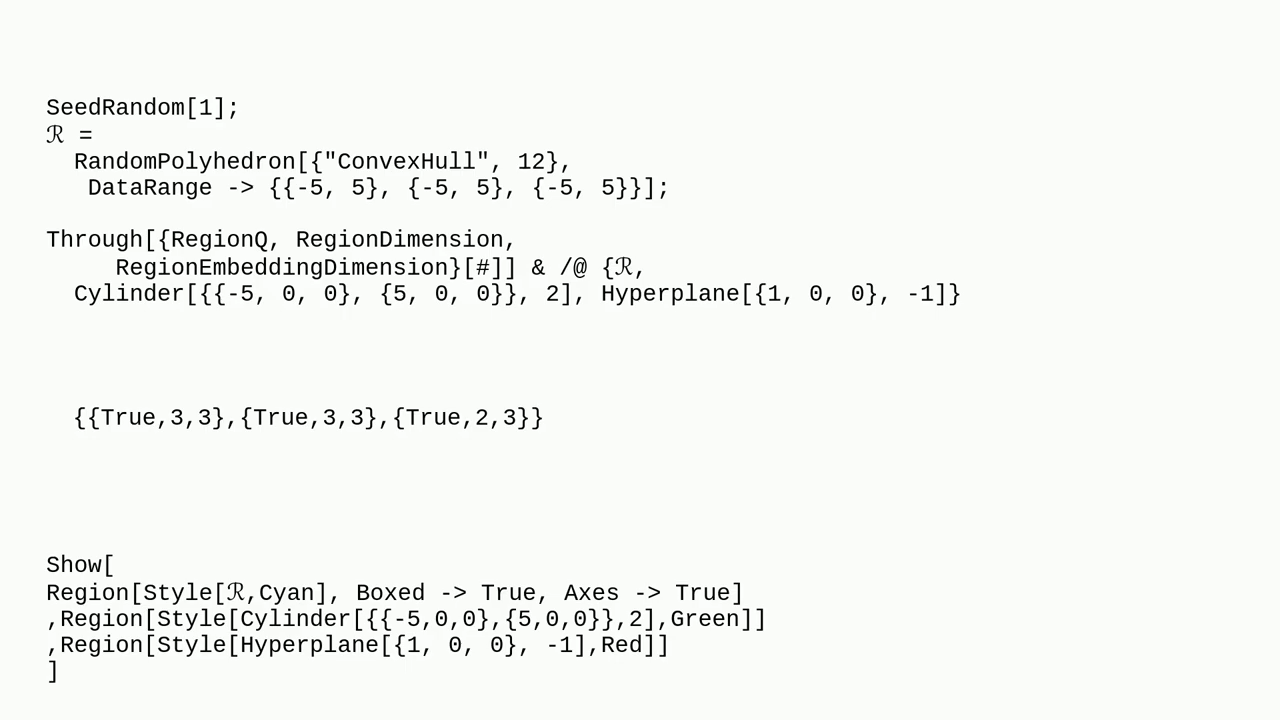 SeedRandom[1];
ℛ =
  RandomPolyhedron[{"ConvexHull", 12},
   DataRange -> {{-5, 5}, {-5, 5}, {-5, 5}}];
Through[{RegionQ, RegionDimension,
     RegionEmbeddingDimension}[#]] & /@ {ℛ,
  Cylinder[{{-5, 0, 0}, {5, 0, 0}}, 2], Hyperplane[{1, 0, 0}, -1]}
{{True,3,3},{True,3,3},{True,2,3}}
Show[
Region[Style[ℛ,Cyan], Boxed -> True, Axes -> True]
,Region[Style[Cylinder[{{-5,0,0},{5,0,0}},2],Green]]
,Region[Style[Hyperplane[{1, 0, 0}, -1],Red]]
]